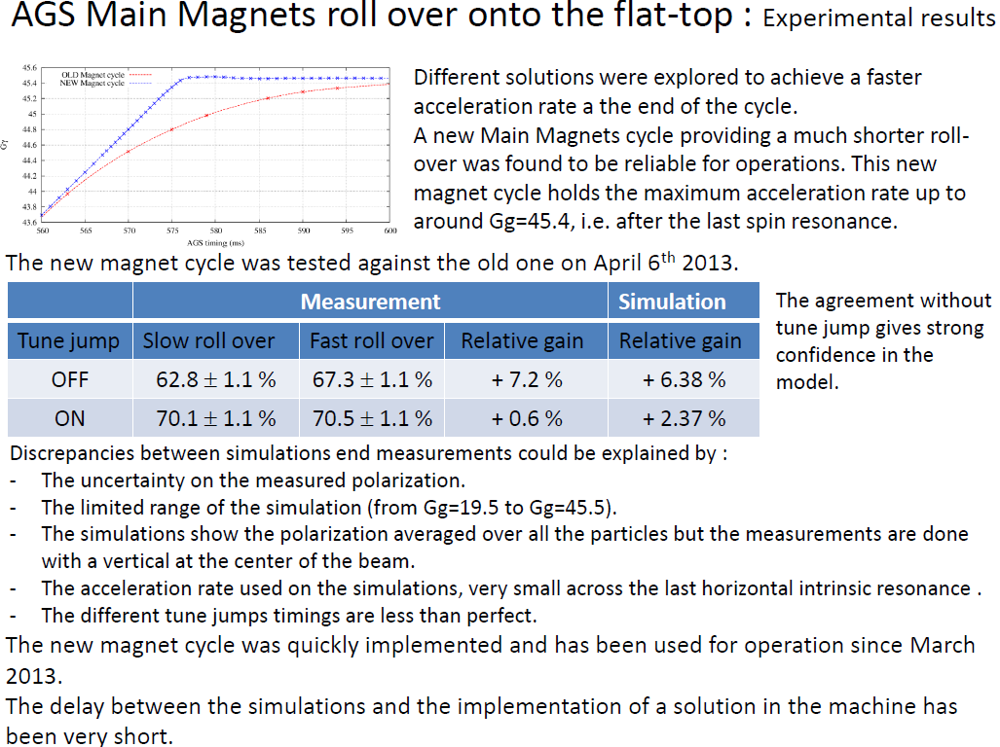 AGS Main Magnets roll over onto the flat-top : Experimental results
45.6
45.4
45.2
45
44.8
44.6
44.4
44.2
44
43.8
43.6
Gγ
OLD Magnet cycle
NEW Magnet cycle
560 565 570 575 580 585 590 595 600
AGS timing (ms)
Different solutions were explored to achieve a faster
acceleration rate a the end of the cycle.
A new Main Magnets cycle providing a much shorter roll-
over was found to be reliable for operations. This new
magnet cycle holds the maximum acceleration rate up to
around Gg=45.4, i.e. after the last spin resonance.
The new magnet cycle was tested against the old one on April 6th 2013.
Measurement Simulation
Tune jump Slow roll over Fast roll over Relative gain Relative gain
OFF 62.8 ± 1.1 % 67.3 ± 1.1 % + 7.2 % + 6.38 %
ON 70.1 ± 1.1 % 70.5 ± 1.1 % + 0.6 % + 2.37 %
The agreement without
tune jump gives strong
confidence in the
model.
Discrepancies between simulations end measurements could be explained by :
- The uncertainty on the measured polarization.
- The limited range of the simulation (from Gg=19.5 to Gg=45.5).
- The simulations show the polarization averaged over all the particles but the measurements are done
with a vertical at the center of the beam.
- The acceleration rate used on the simulations, very small across the last horizontal intrinsic resonance .
- The different tune jumps timings are less than perfect.
The new magnet cycle was quickly implemented and has been used for operation since March
2013.
The delay between the simulations and the implementation of a solution in the machine has
been very short.